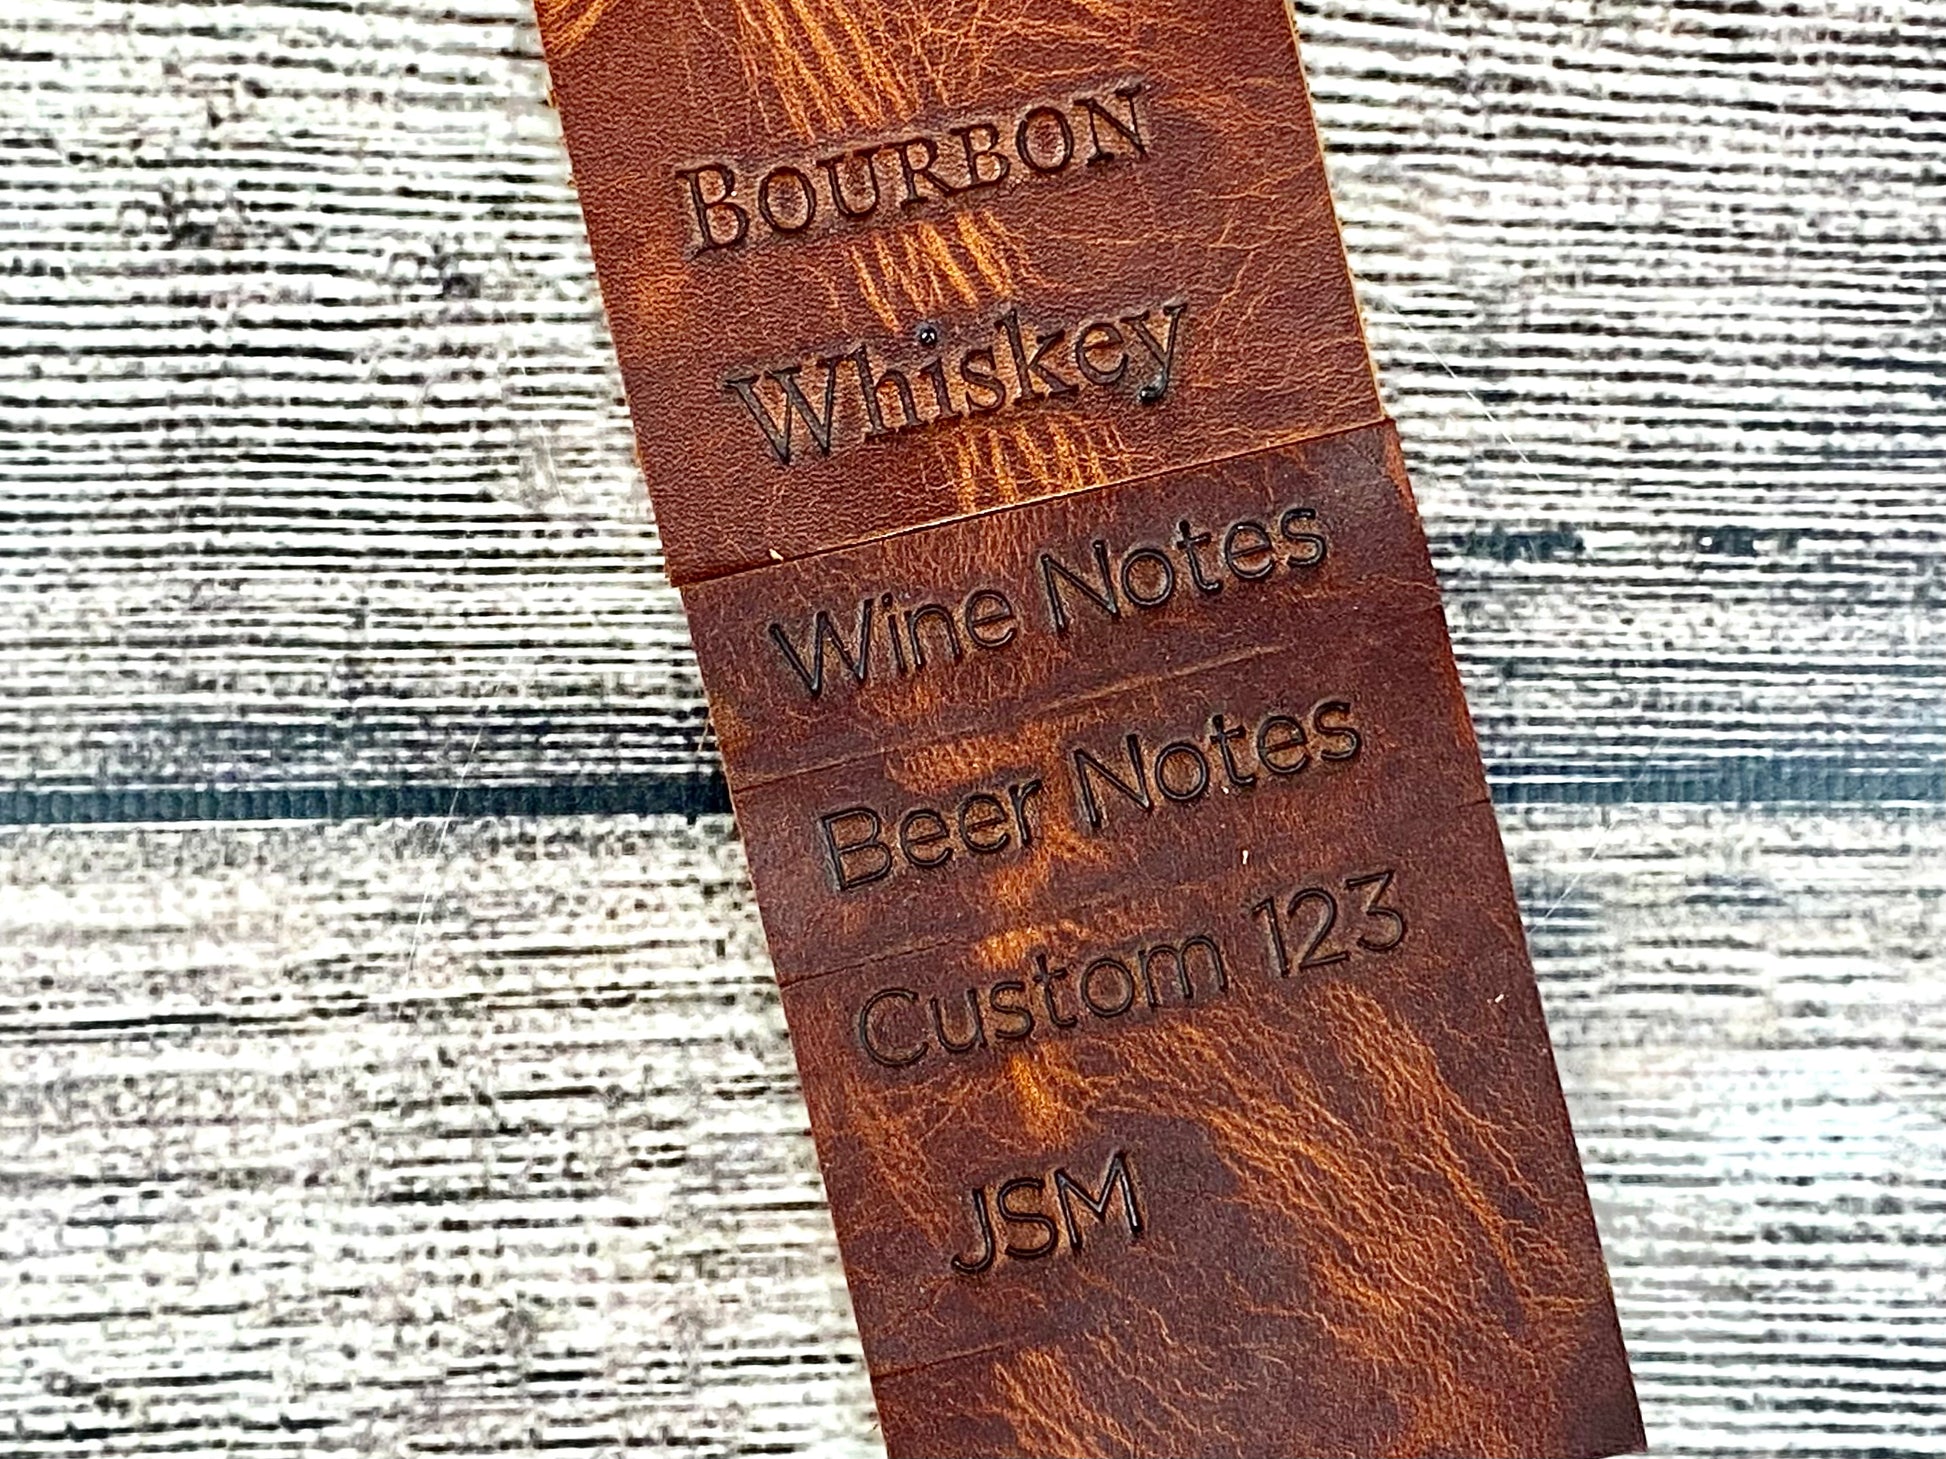 BOURBON
Whiskey
Wine Notes
Beer Notes
Custom 123
JSM